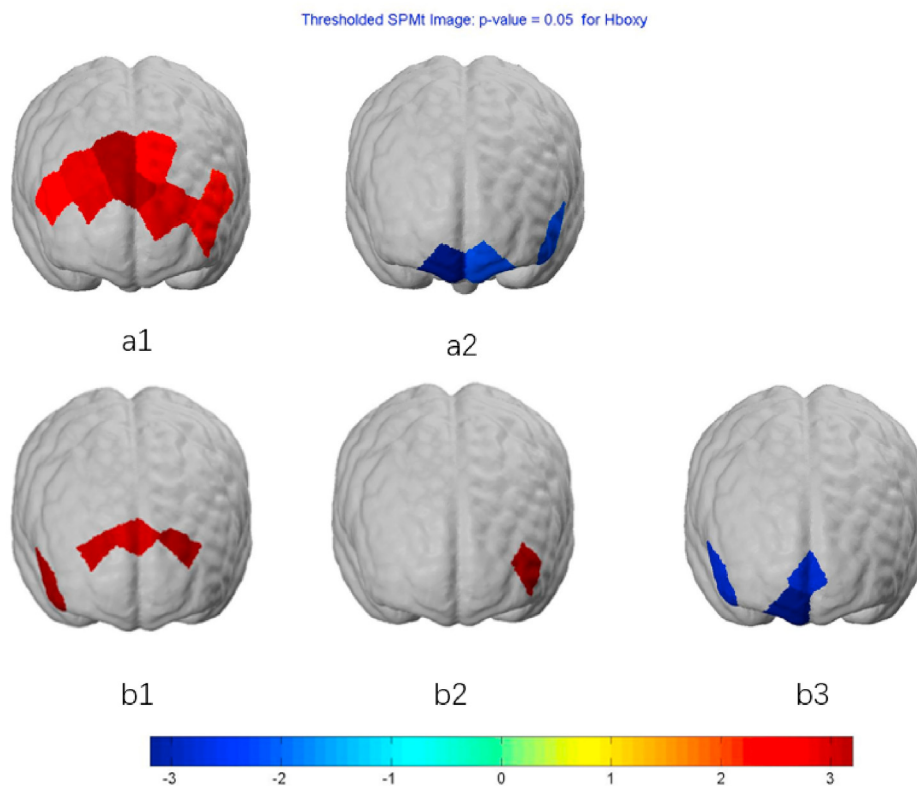 Thresholded SPMt Image: p-value = 0.05 for Hboxy
a1
a2
b1
b2
b3
-3 -2 -1 0 1 2 3